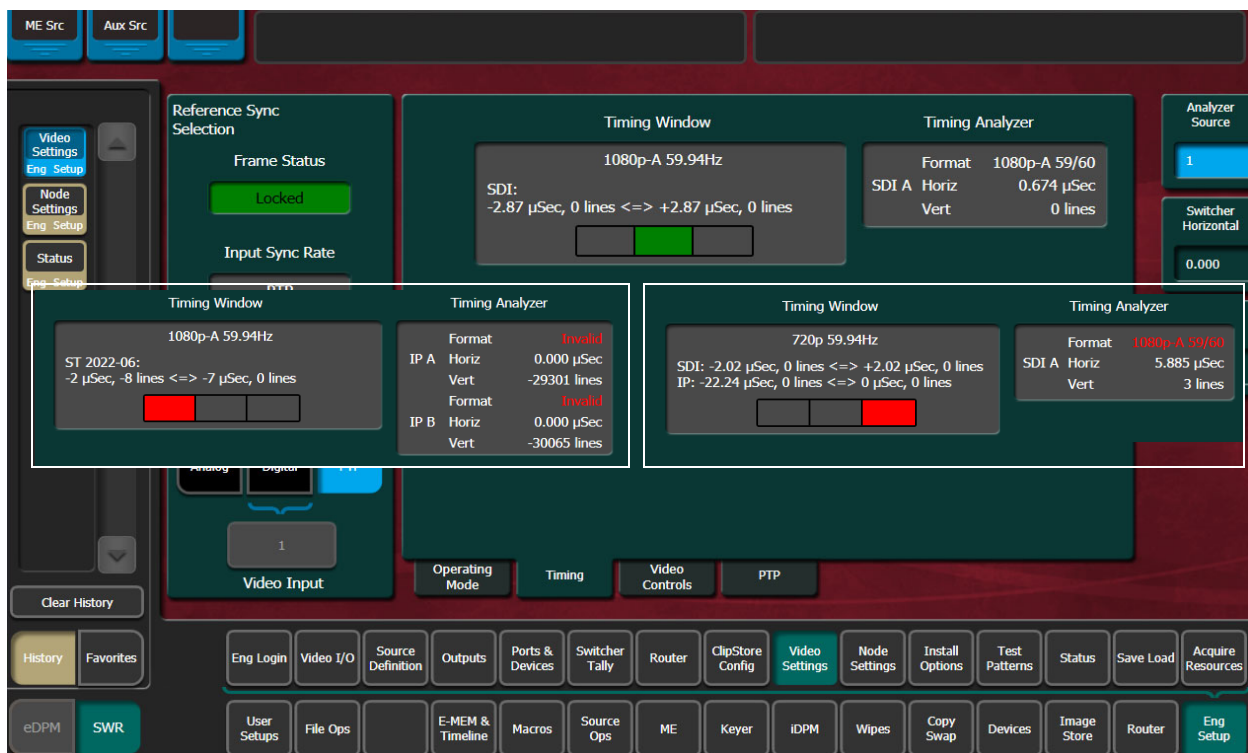 ME Src
Aux Src
Video
Settings
Eng Setup
Node
Settings
Eng Setup
Status
Eng Setup
Clear History
History
Favorites
eDPM
SWR
Reference Sync
Selection
Frame Status
Locked
Input Sync Rate
PTP
Analog
Digital
PTP
1
Video Input
Timing Window
1080p-A 59.94Hz
SDI:
-2.87 µSec, 0 lines <=> +2.87 µSec, 0 lines
Timing Analyzer
Format 1080p-A 59/60
SDI A Horiz 0.674 µSec
Vert 0 lines
Analyzer
Source
1
Switcher
Horizontal
0.000
Timing Window
1080p-A 59.94Hz
ST 2022-06:
-2 µSec, -8 lines <=> -7 µSec, 0 lines
Timing Analyzer
Format Invalid
IP A Horiz 0.000 µSec
Vert -29301 lines
Format Invalid
IP B Horiz 0.000 µSec
Vert -30065 lines
Timing Window
720p 59.94Hz
SDI: -2.02 µSec, 0 lines <=> +2.02 µSec, 0 lines
IP: -22.24 µSec, 0 lines <=> 0 µSec, 0 lines
Timing Analyzer
Format 1080p-A 59/60
SDI A Horiz 5.885 µSec
Vert 3 lines
Operating
Mode
Timing
Video
Controls
PTP
Eng Login
Video I/O
Source
Definition
Outputs
Ports &
Devices
Switcher
Tally
Router
ClipStore
Config
Video
Settings
Node
Settings
Install
Options
Test
Patterns
Status
Save Load
Acquire
Resources
User
Setups
File Ops
E-MEM &
Timeline
Macros
Source
Ops
ME
Keyer
iDPM
Wipes
Copy
Swap
Devices
Image
Store
Router
Eng
Setup